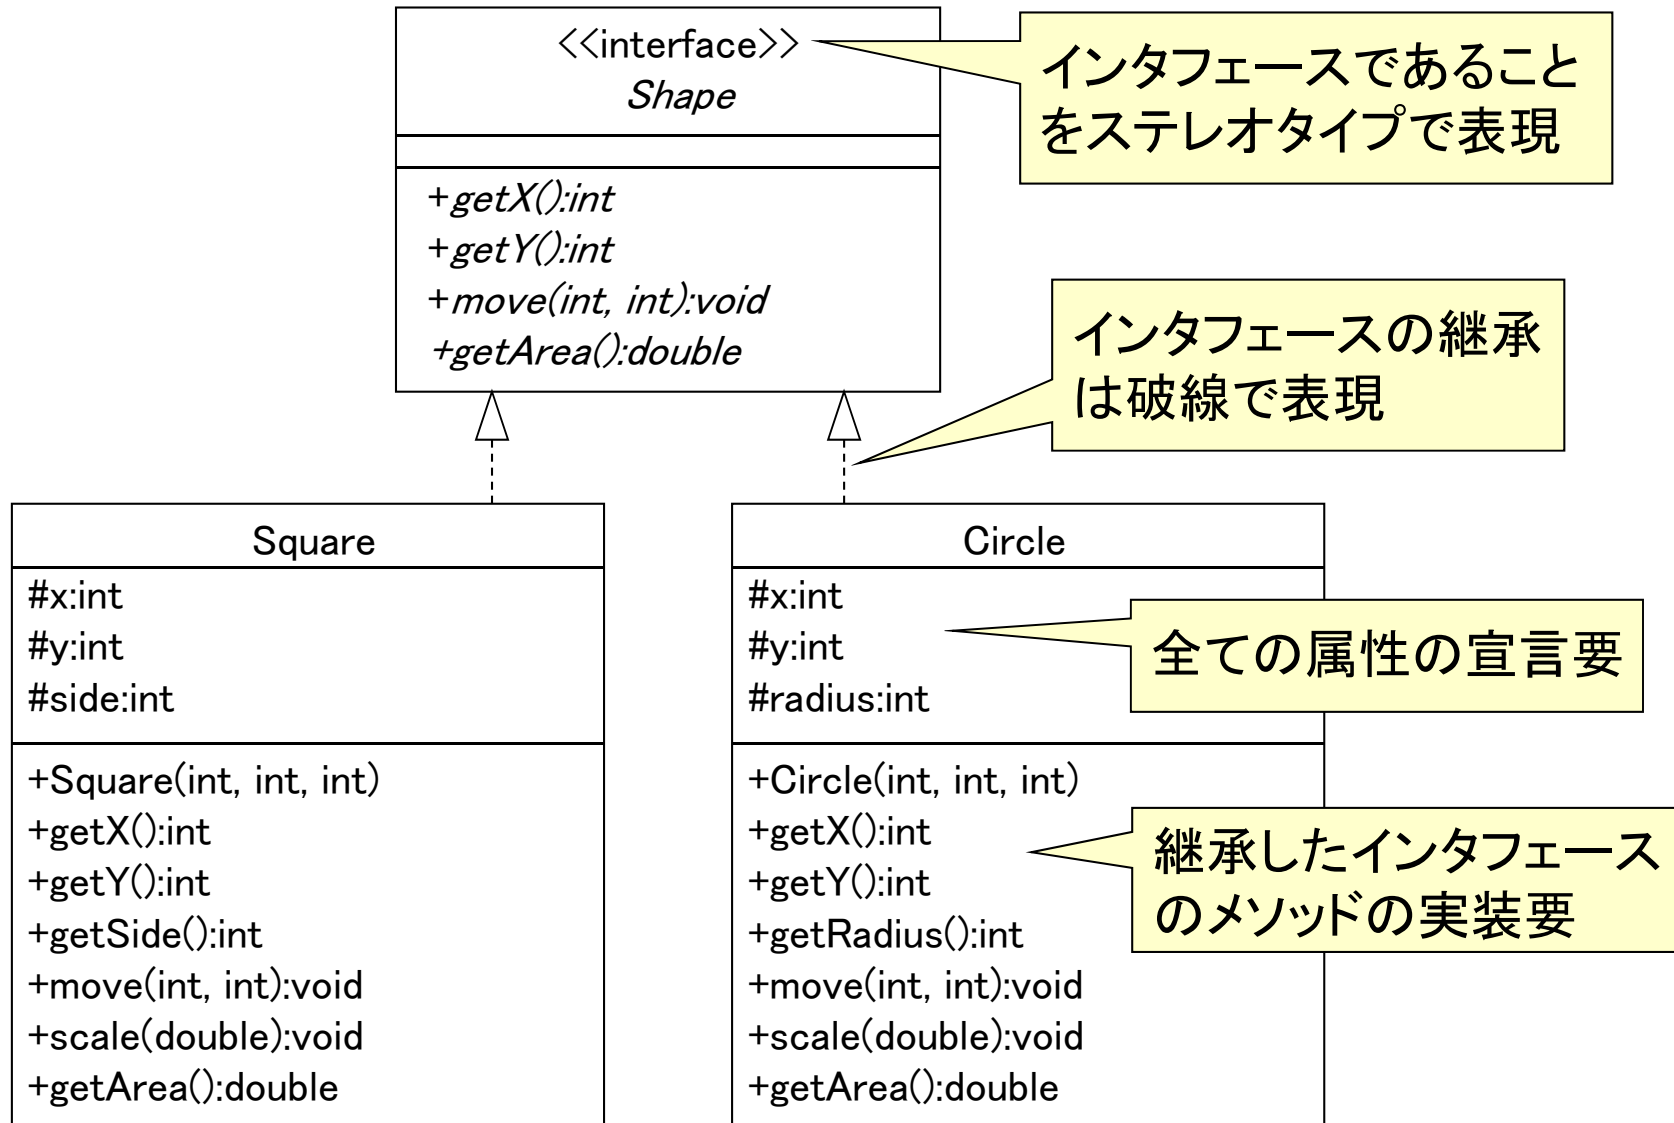 <<interface>>
Shape
+getX():int
+getY():int
+move(int, int):void
+getArea():double
インタフェースであること
をステレオタイプで表現
インタフェースの継承
は破線で表現
Square
#x:int
#y:int
#side:int
+Square(int, int, int)
+getX():int
+getY():int
+getSide():int
+move(int, int):void
+scale(double):void
+getArea():double
Circle
#x:int
#y:int
#radius:int
+Circle(int, int, int)
+getX():int
+getY():int
+getRadius():int
+move(int, int):void
+scale(double):void
+getArea():double
全ての属性の宣言要
継承したインタフェース
のメソッドの実装要